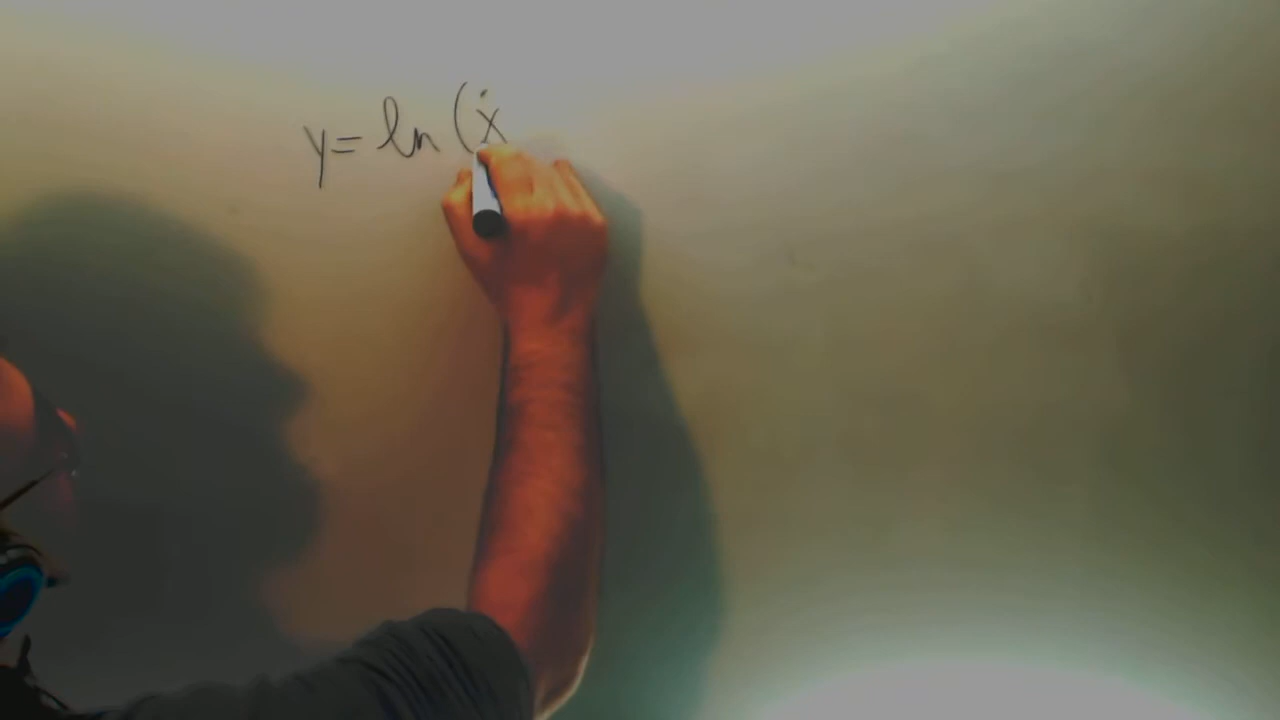 y = ln (ẋ